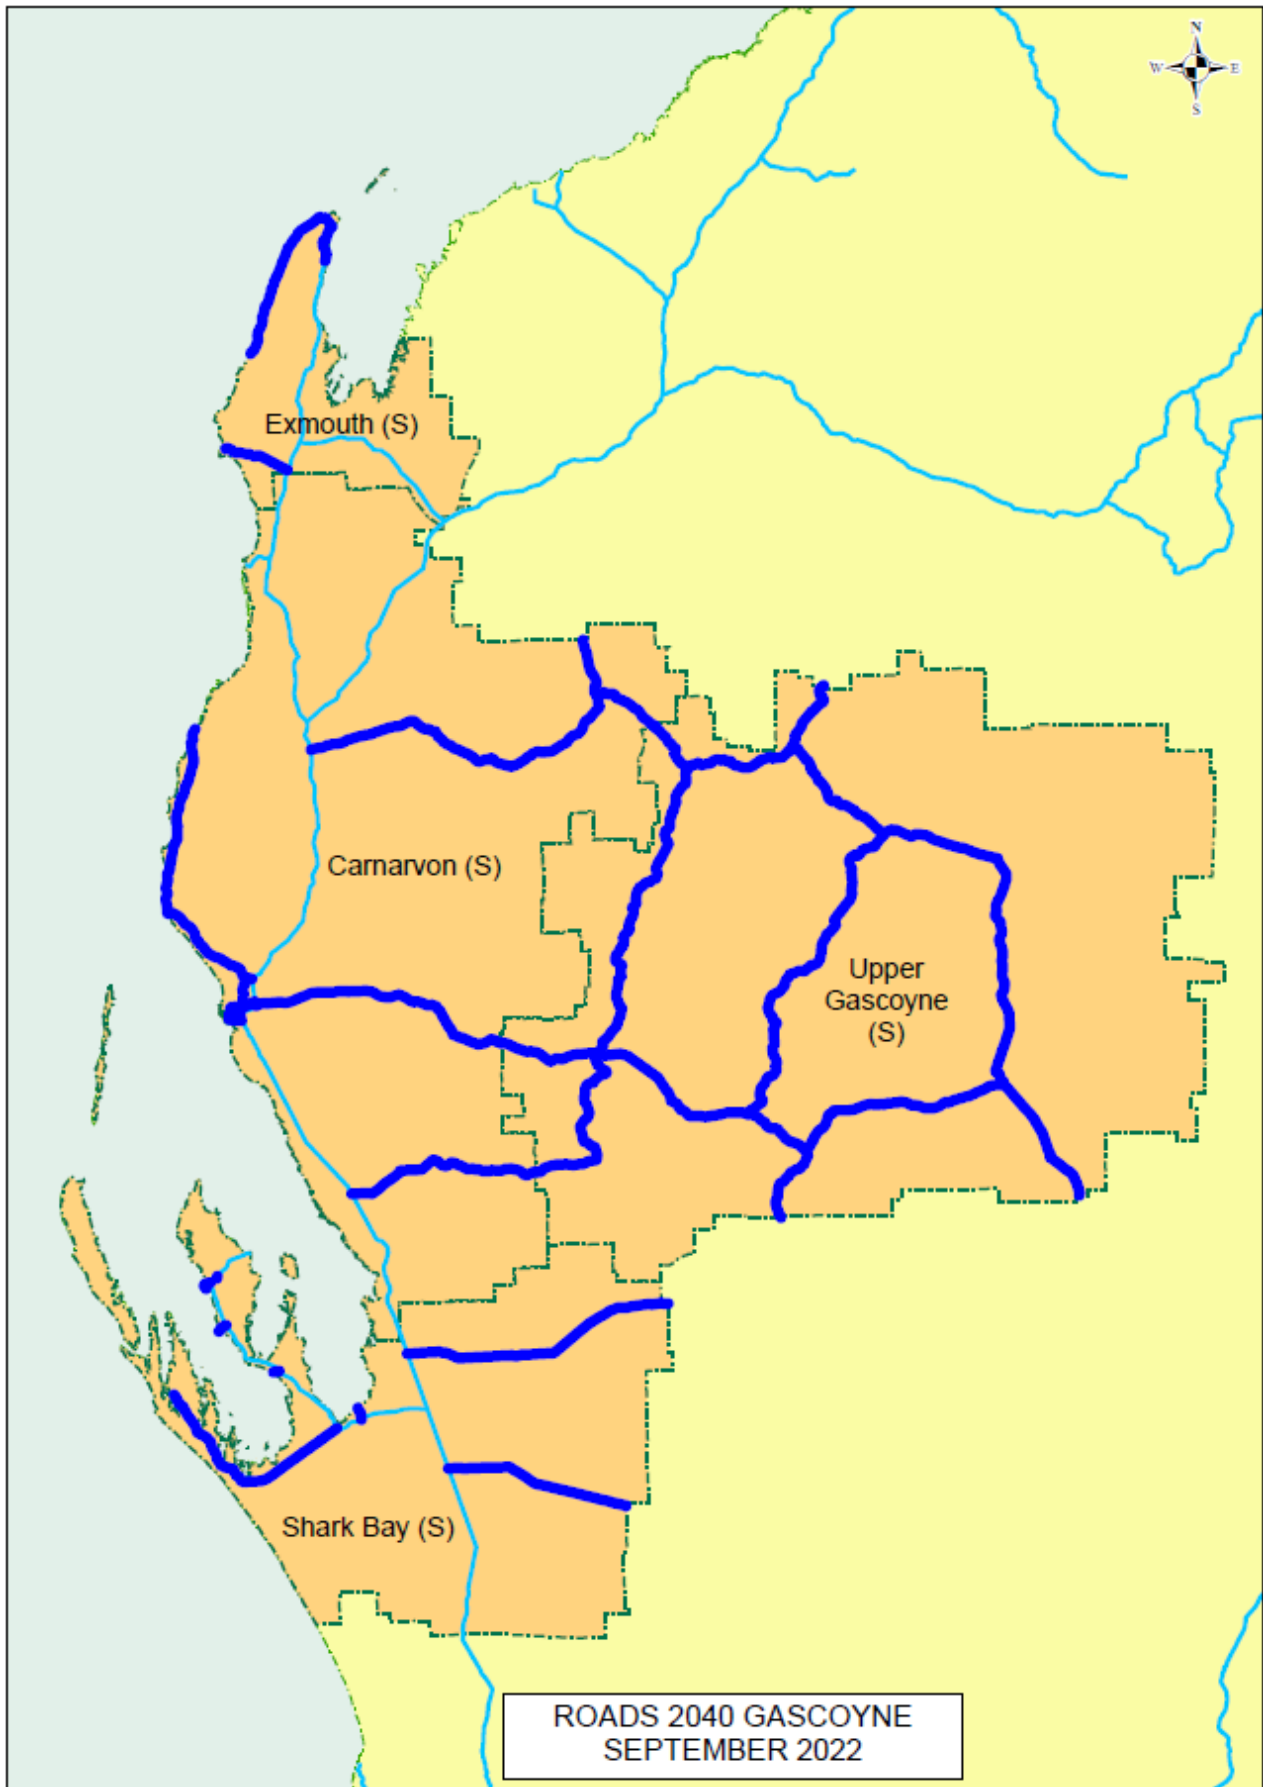 N
W E
S
Exmouth (S)
Carnarvon (S)
Upper
Gascoyne
(S)
Shark Bay (S)
ROADS 2040 GASCOYNE
SEPTEMBER 2022